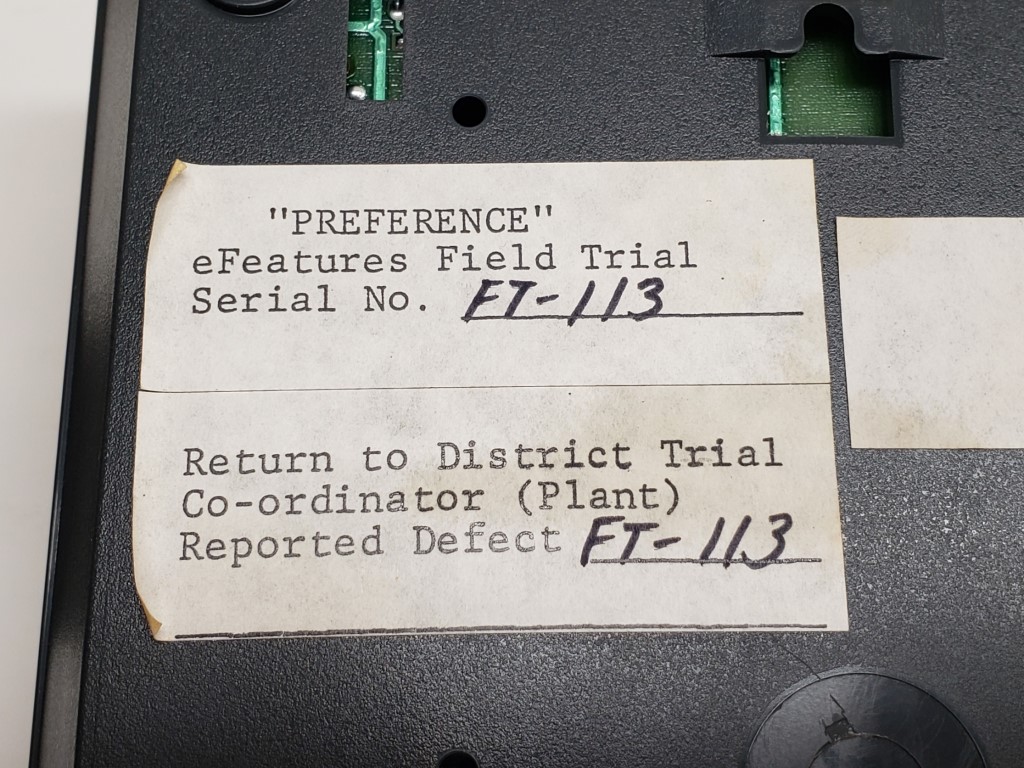 "PREFERENCE"
eFeatures Field Trial
Serial No. FT-113
Return to District Trial
Co-ordinator (Plant)
Reported Defect FT-113